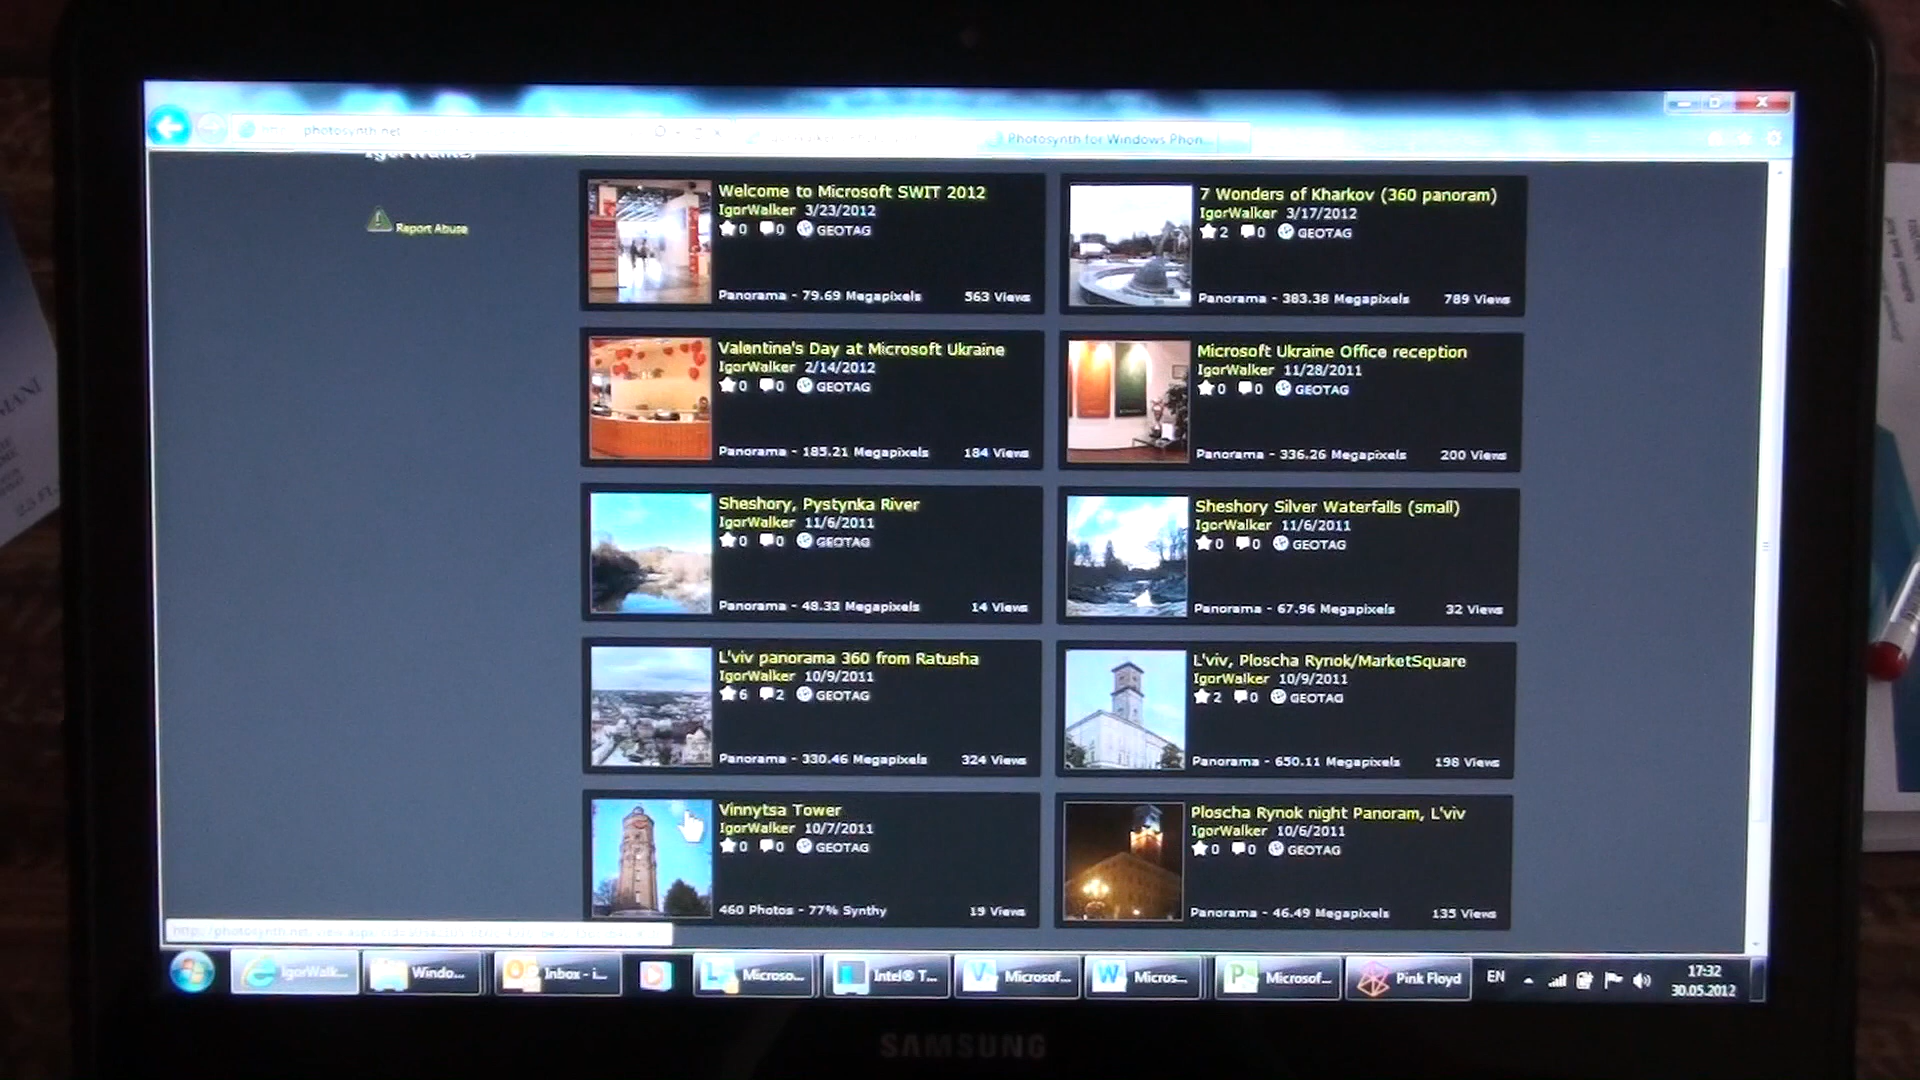 photosynth.net
Photosynth for Windows Phon...
IgorWalker
Report Abuse
Welcome to Microsoft SWIT 2012
IgorWalker 3/23/2012
0 0 GEOTAG
Panorama - 79.69 Megapixels 563 Views
7 Wonders of Kharkov (360 panoram)
IgorWalker 3/17/2012
2 0 GEOTAG
Panorama - 383.38 Megapixels 789 Views
Valentine's Day at Microsoft Ukraine
IgorWalker 2/14/2012
0 0 GEOTAG
Panorama - 185.21 Megapixels 184 Views
Microsoft Ukraine Office reception
IgorWalker 11/28/2011
0 0 GEOTAG
Panorama - 336.26 Megapixels 200 Views
Sheshory, Pystynka River
IgorWalker 11/6/2011
0 0 GEOTAG
Panorama - 48.33 Megapixels 14 Views
Sheshory Silver Waterfalls (small)
IgorWalker 11/6/2011
0 0 GEOTAG
Panorama - 67.96 Megapixels 32 Views
L'viv panorama 360 from Ratusha
IgorWalker 10/9/2011
6 2 GEOTAG
Panorama - 330.46 Megapixels 324 Views
L'viv, Ploscha Rynok/MarketSquare
IgorWalker 10/9/2011
2 0 GEOTAG
Panorama - 650.11 Megapixels 198 Views
Vinnytsa Tower
IgorWalker 10/7/2011
0 0 GEOTAG
460 Photos - 77% Synthy 19 Views
Ploscha Rynok night Panoram, L'viv
IgorWalker 10/6/2011
0 0 GEOTAG
Panorama - 46.49 Megapixels 135 Views
IgorWalk... Windo... Inbox - i... Microso... Intel® T... Microsof... Micros... Microsof... Pink Floyd EN 17:32
30.05.2012
SAMSUNG